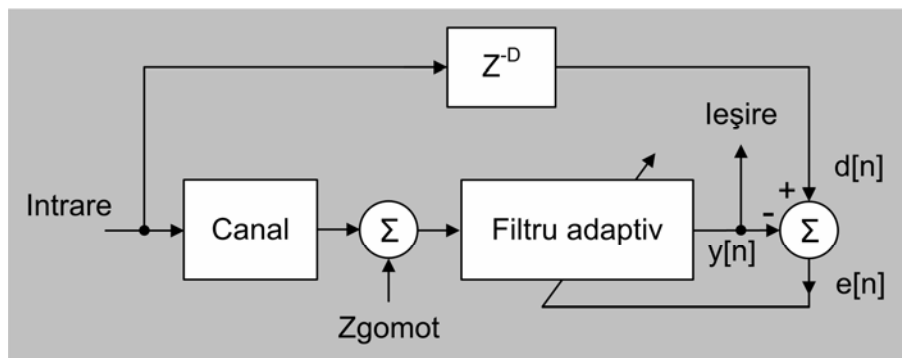 Z-D
Ieşire
d[n]
Intrare
Canal
Σ
Filtru adaptiv
+
-
Σ
y[n]
e[n]
Zgomot